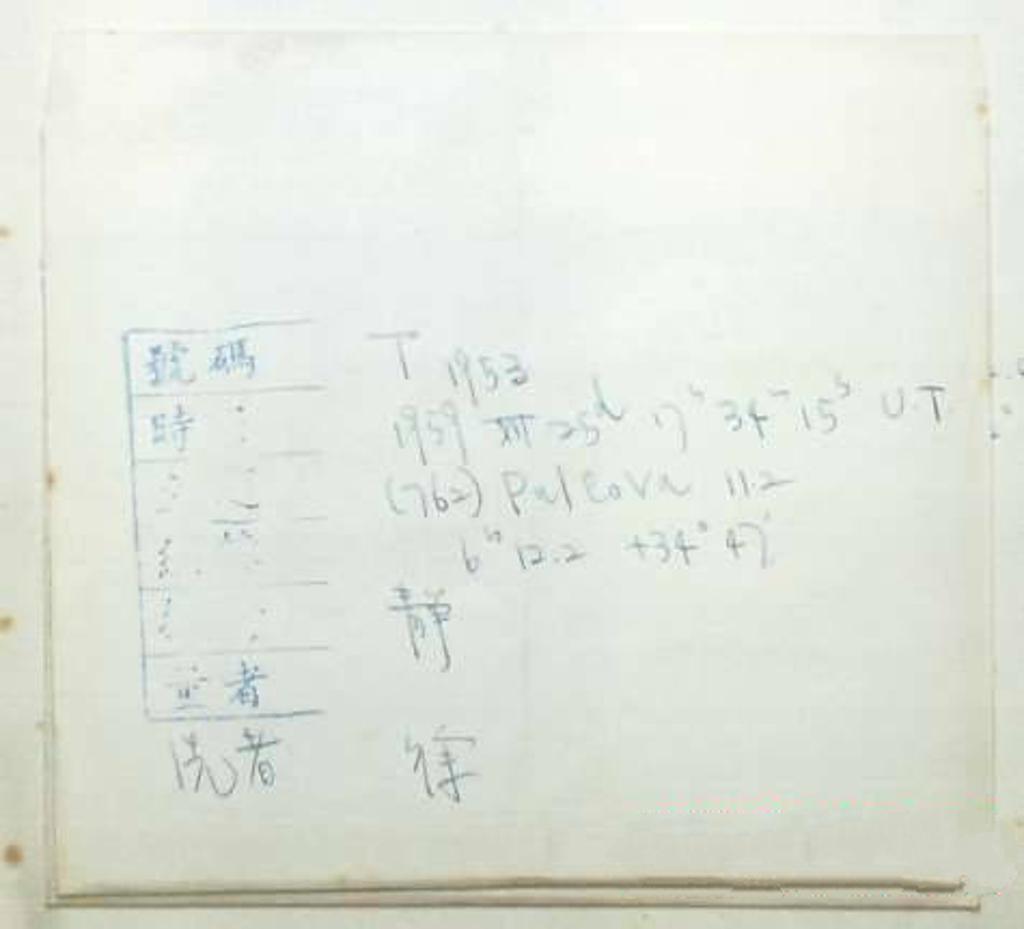 號碼 T 1953
時 1959 XII 25d 17h 34m 15s U.T
(762) Pulcova 11.2
6h 12.2 +34° 47'
靜
者
洗者 徐